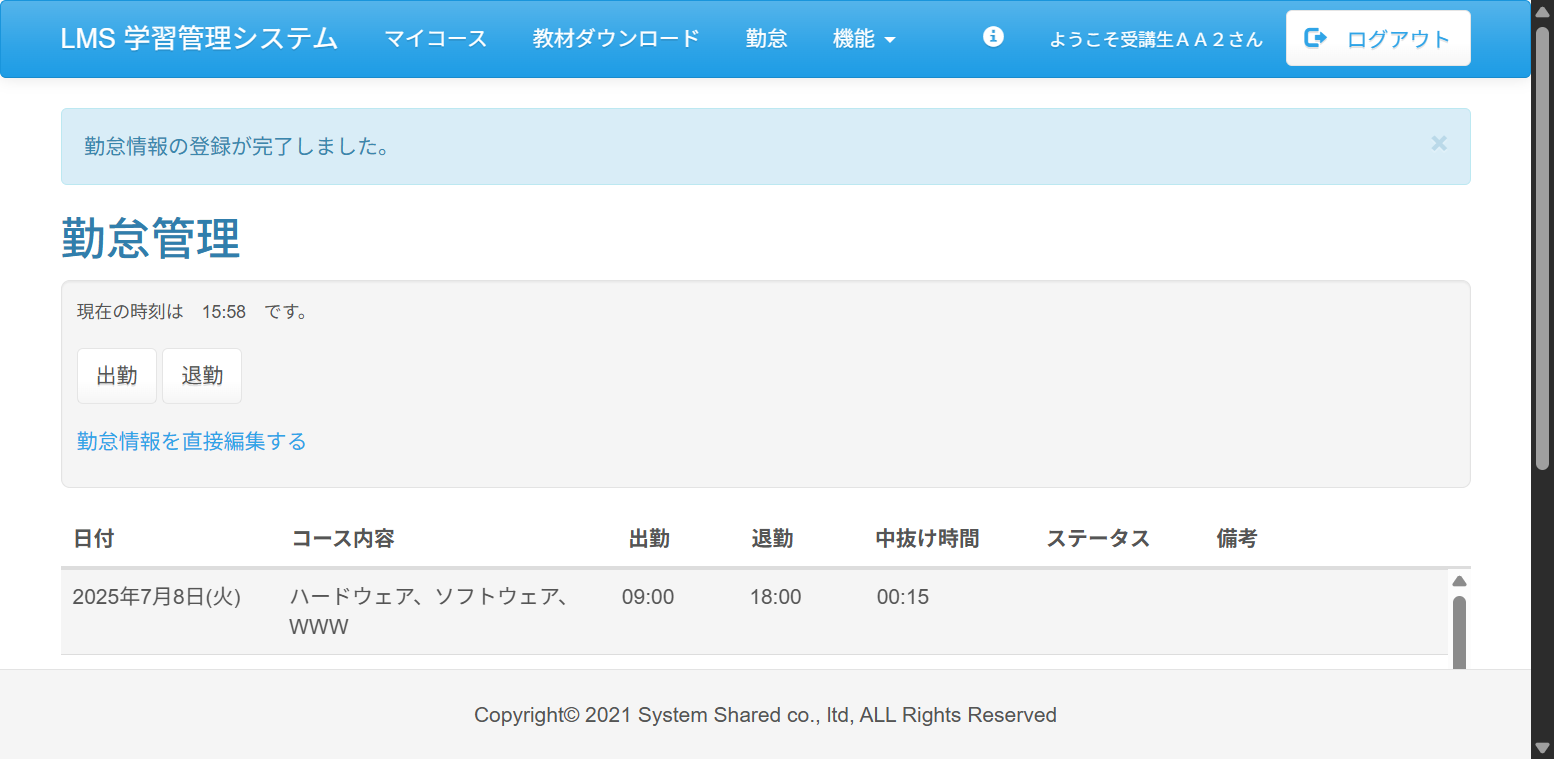 LMS 学習管理システム マイコース 教材ダウンロード 勤怠 機能 ようこそ受講生ＡＡ２さん ログアウト
勤怠情報の登録が完了しました。 ×
勤怠管理
現在の時刻は 15:58 です。
出勤 退勤
勤怠情報を直接編集する
日付 コース内容 出勤 退勤 中抜け時間 ステータス 備考
2025年7月8日(火) ハードウェア、ソフトウェア、 09:00 18:00 00:15
WWW
Copyright© 2021 System Shared co., ltd, ALL Rights Reserved